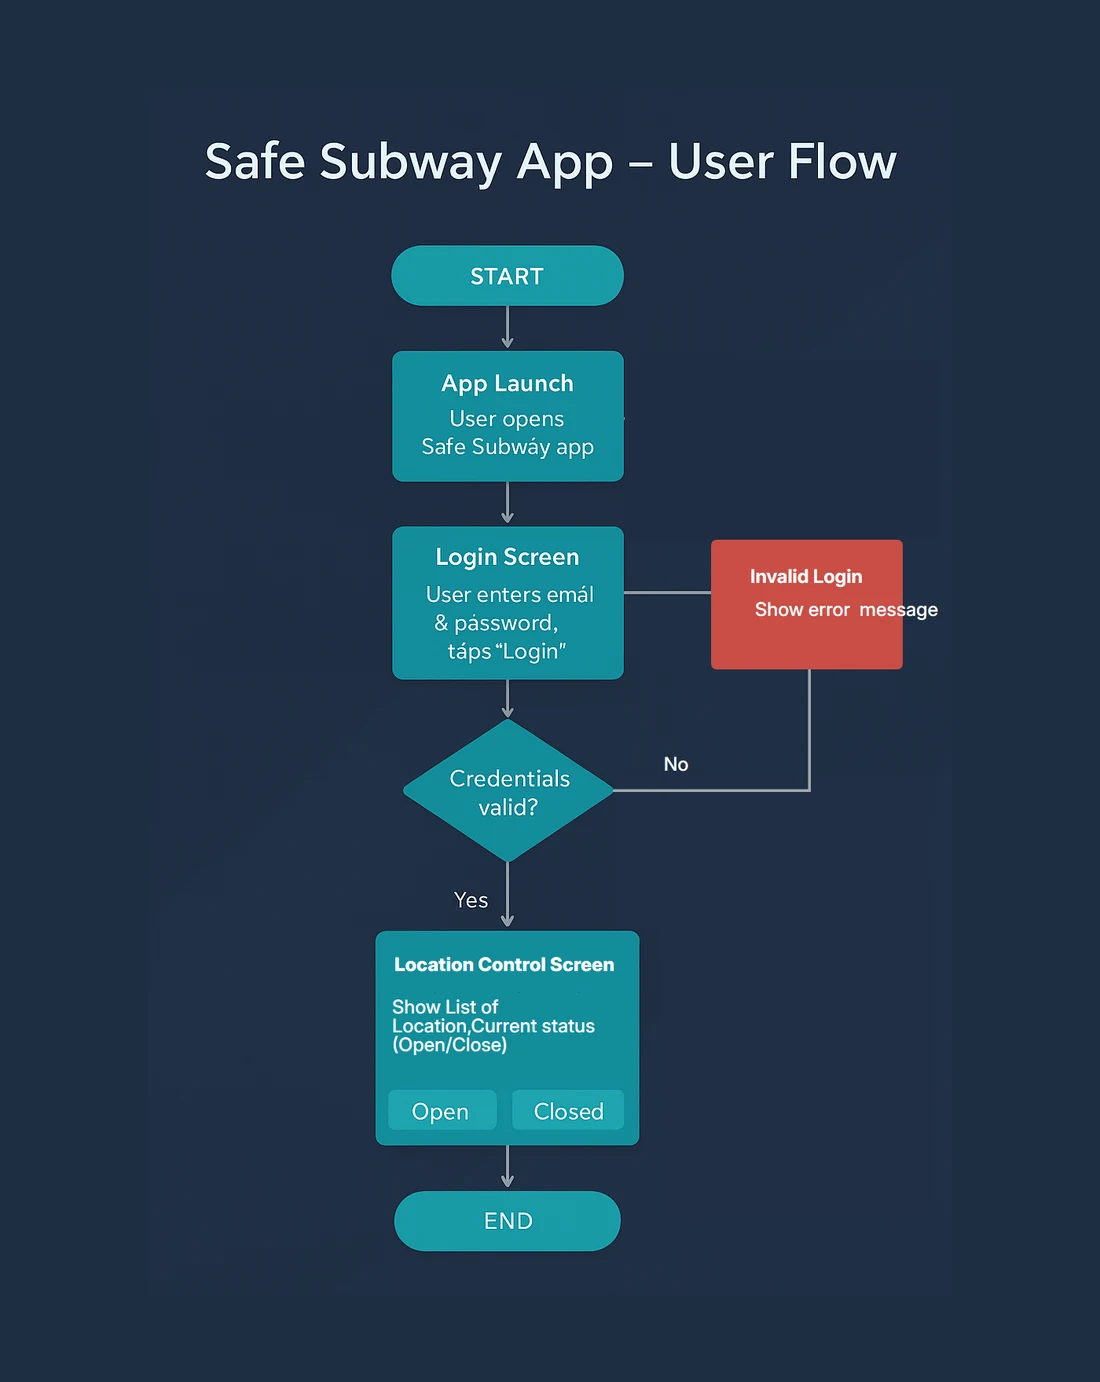 Safe Subway App – User Flow
START
App Launch
User opens
Safe Subwáy app
Login Screen
User enters emál
& pássword,
táps “Login”
Invalid Login
Show error message
Credentials
valid?
No
Yes
Location Control Screen
Show List of
Location,Current status
(Open/Close)
Open
Closed
END